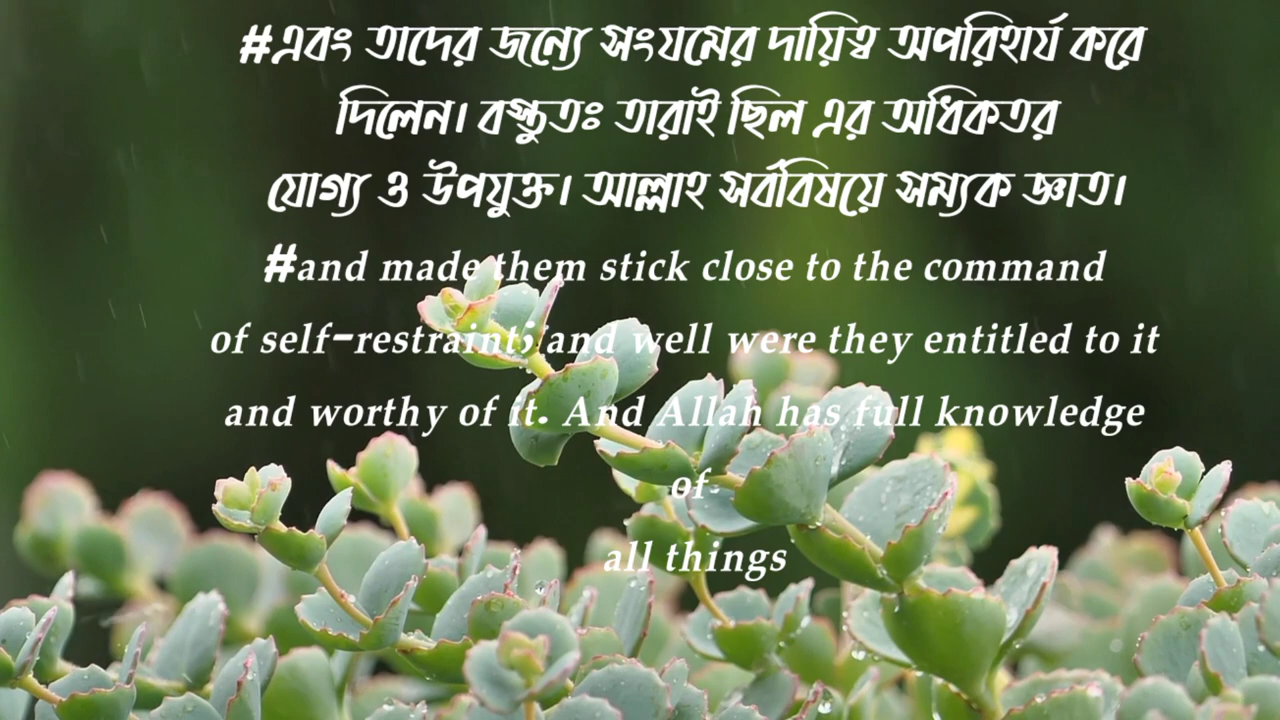 #এবং তাদের জন্যে সংযমের দায়িত্ব অপরিহার্য করে
দিলেন। বস্তুতঃ তারাই ছিল এর অধিকতর
যোগ্য ও উপযুক্ত। আল্লাহ সর্ববিষয়ে সম্যক জ্ঞাত।
#and made them stick close to the command
of self-restraint; and well were they entitled to it
and worthy of it. And Allah has full knowledge
of
all things